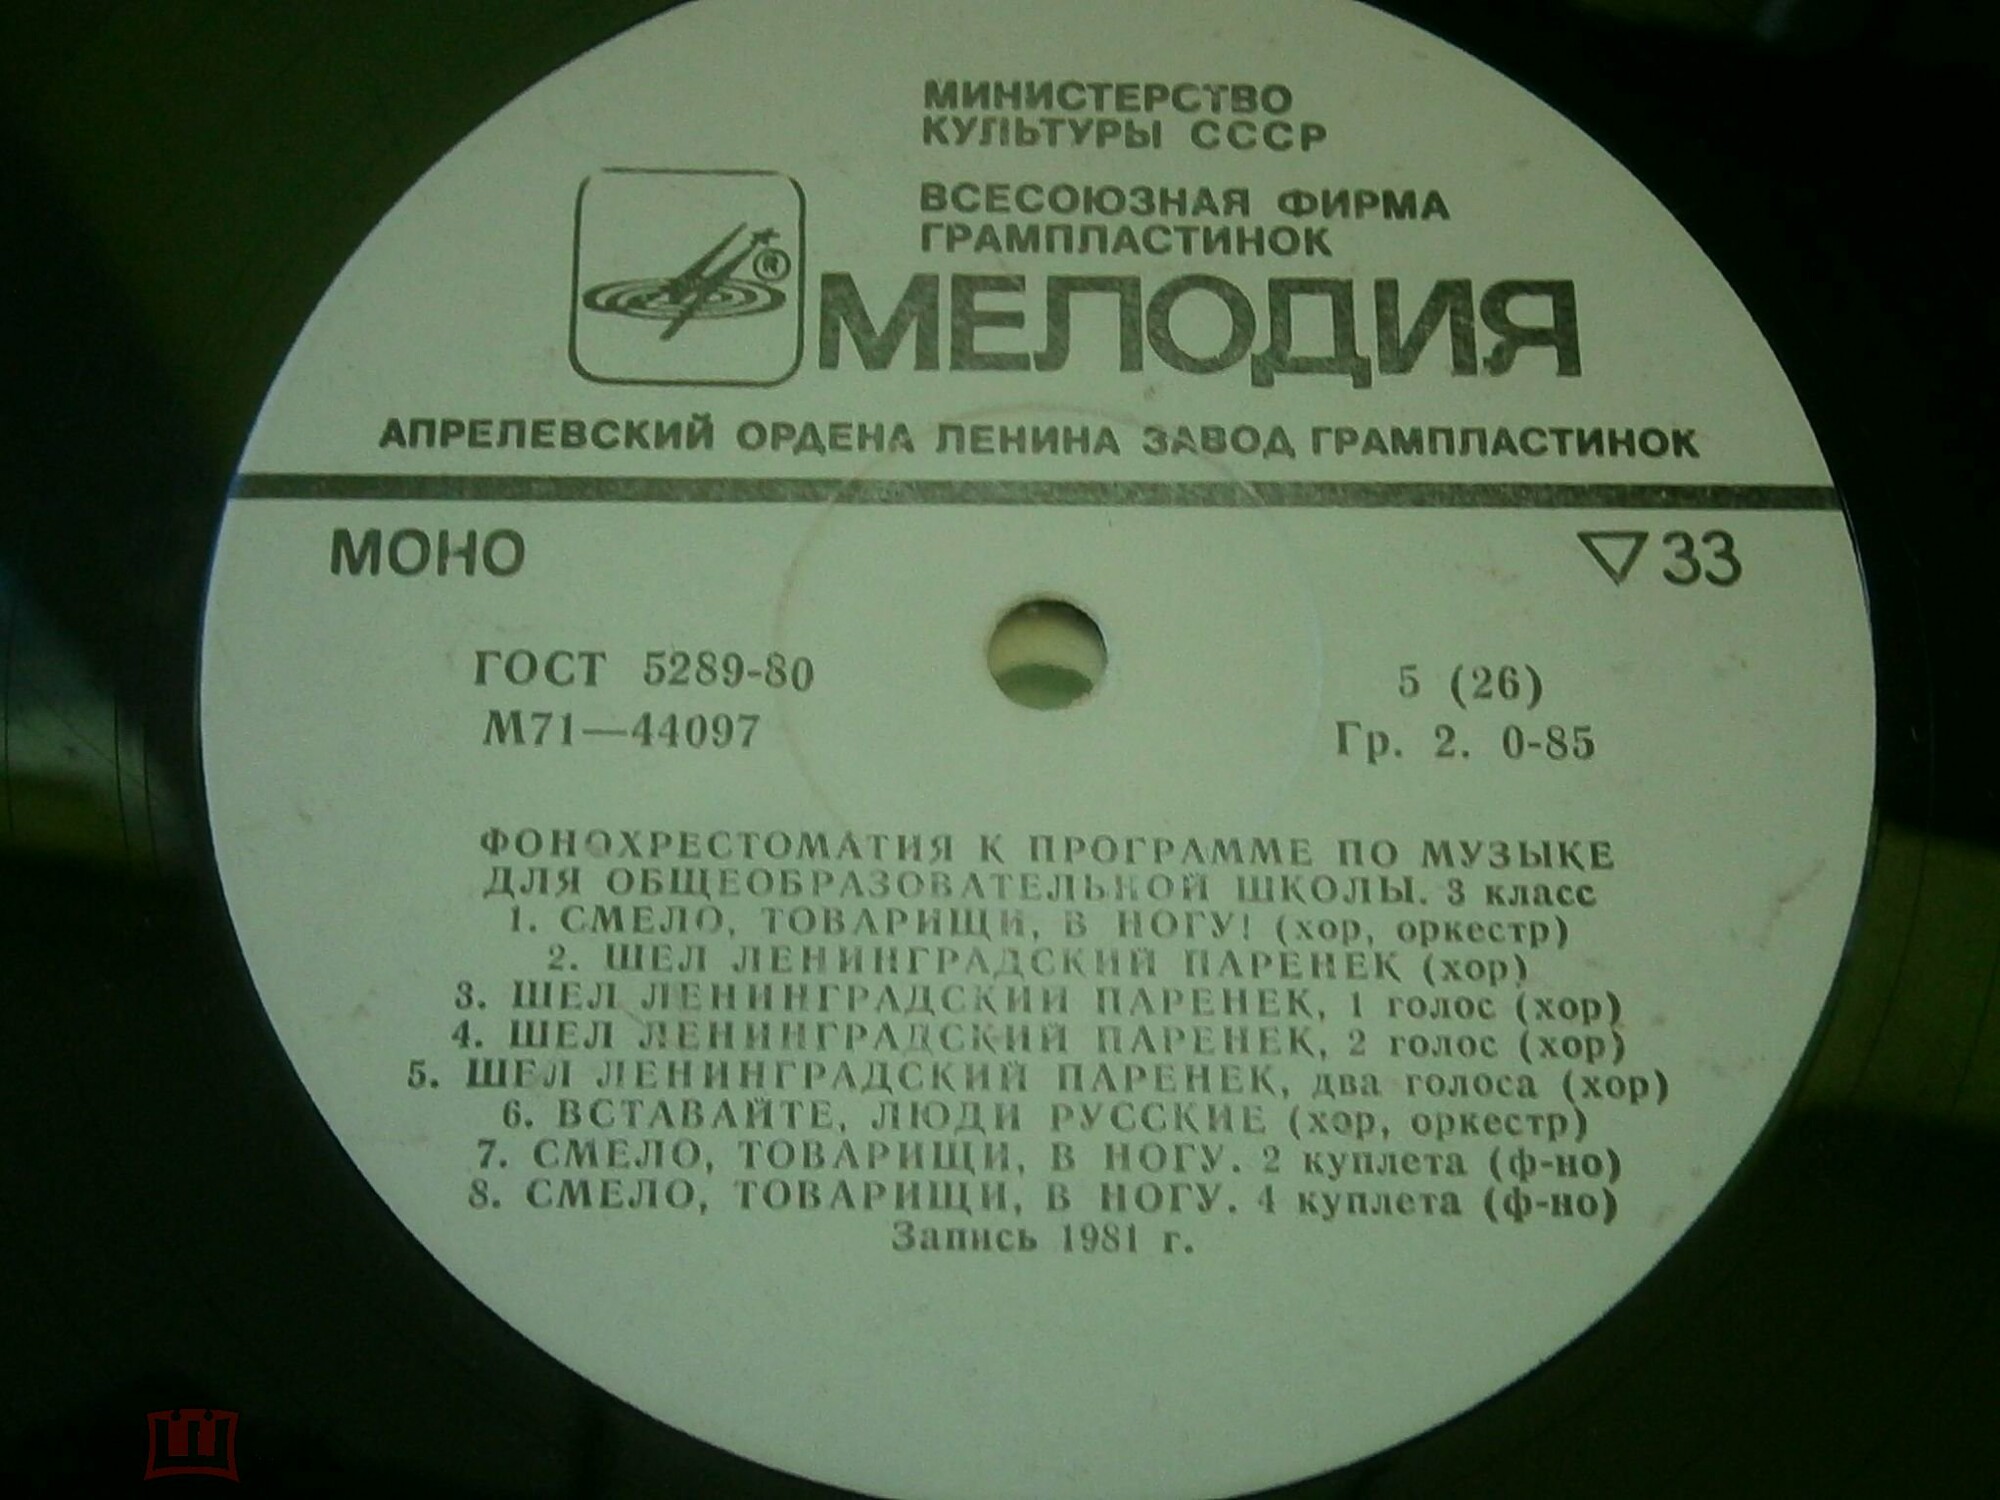 МИНИСТЕРСТВО
КУЛЬТУРЫ СССР
ВСЕСОЮЗНАЯ ФИРМА
ГРАМПЛАСТИНОК
®
МЕЛОДИЯ
АПРЕЛЕВСКИЙ ОРДЕНА ЛЕНИНА ЗАВОД ГРАМПЛАСТИНОК
МОНО
▽33
ГОСТ 5289-80
М71—44097
5 (26)
Гр. 2. 0-85
ФОНОХРЕСТОМАТИЯ К ПРОГРАММЕ ПО МУЗЫКЕ
ДЛЯ ОБЩЕОБРАЗОВАТЕЛЬНОЙ ШКОЛЫ. 3 класс
1. СМЕЛО, ТОВАРИЩИ, В НОГУ! (хор, оркестр)
2. ШЕЛ ЛЕНИНГРАДСКИЙ ПАРЕНЕК (хор)
3. ШЕЛ ЛЕНИНГРАДСКИЙ ПАРЕНЕК, 1 голос (хор)
4. ШЕЛ ЛЕНИНГРАДСКИЙ ПАРЕНЕК, 2 голос (хор)
5. ШЕЛ ЛЕНИНГРАДСКИЙ ПАРЕНЕК, два голоса (хор)
6. ВСТАВАЙТЕ, ЛЮДИ РУССКИЕ (хор, оркестр)
7. СМЕЛО, ТОВАРИЩИ, В НОГУ. 2 куплета (ф-но)
8. СМЕЛО, ТОВАРИЩИ, В НОГУ. 4 куплета (ф-но)
Запись 1981 г.